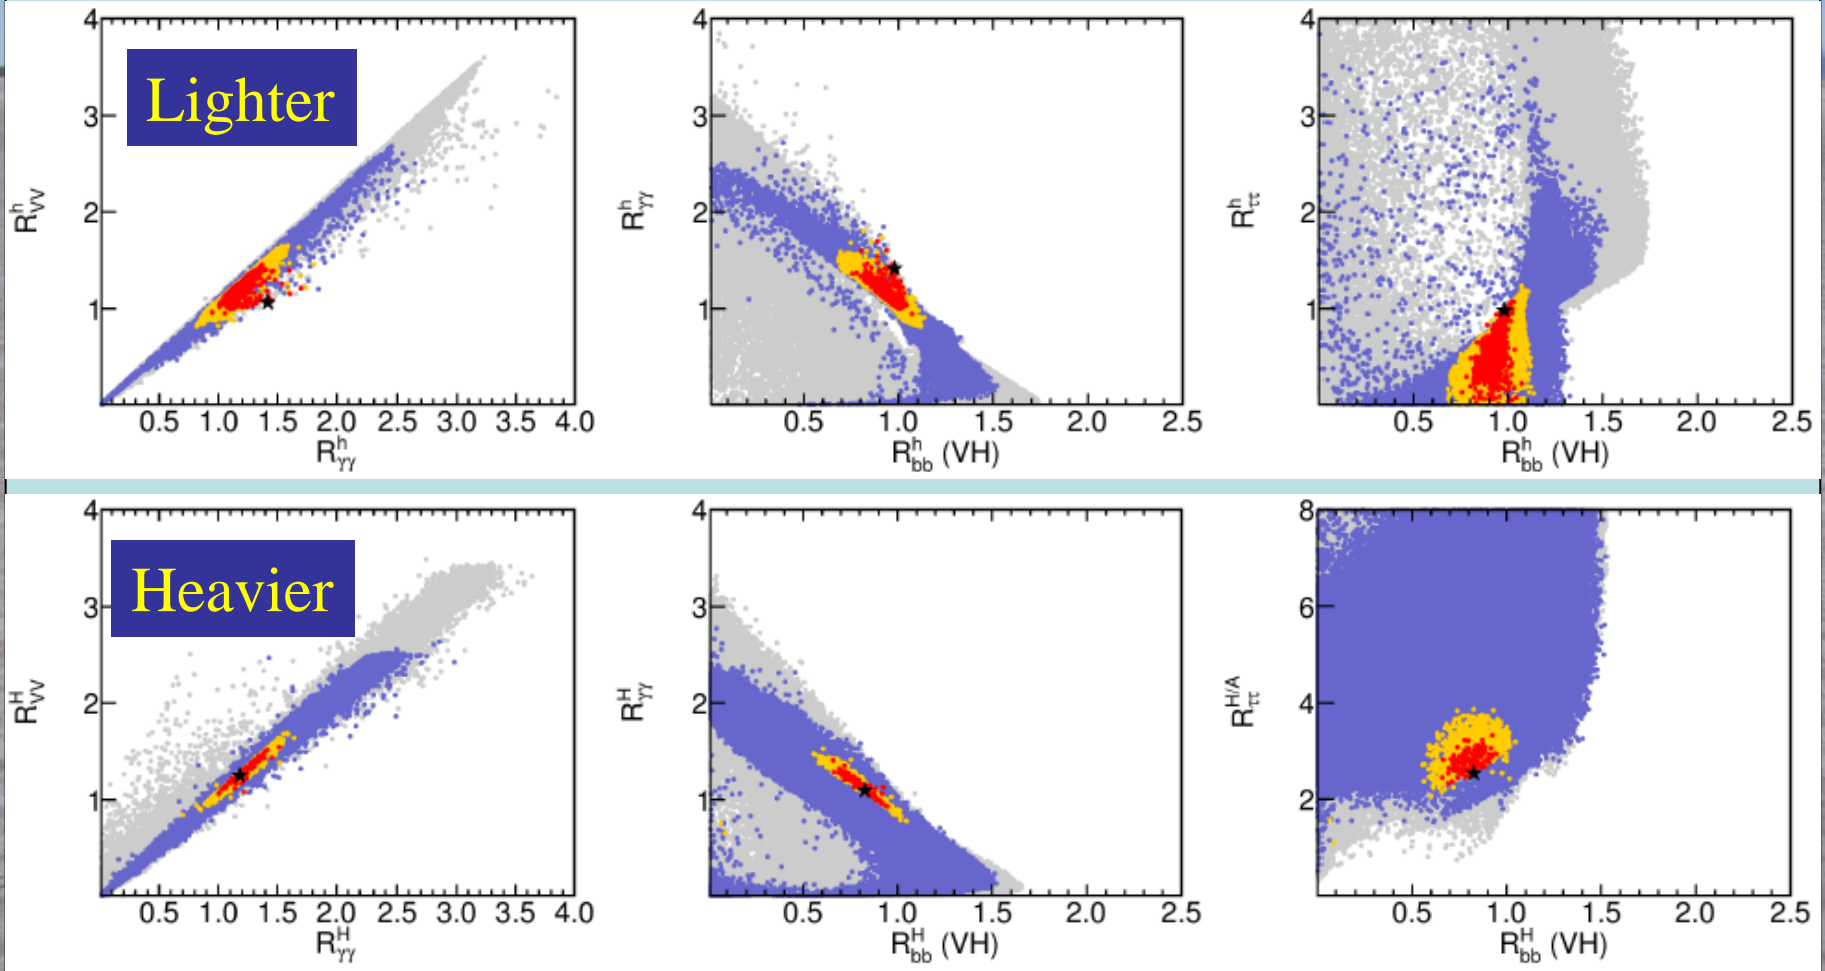 Lighter
4
3
2
1
R^h_VV
0.5 1.0 1.5 2.0 2.5 3.0 3.5 4.0
R^h_γγ
4
3
2
1
R^h_γγ
0.5 1.0 1.5 2.0 2.5
R^h_bb (VH)
4
3
2
1
R^h_ττ
0.5 1.0 1.5 2.0 2.5
R^h_bb (VH)
Heavier
4
3
2
1
R^H_VV
0.5 1.0 1.5 2.0 2.5 3.0 3.5 4.0
R^H_γγ
4
3
2
1
R^H_γγ
0.5 1.0 1.5 2.0 2.5
R^H_bb (VH)
8
6
4
2
R^H/A_ττ
0.5 1.0 1.5 2.0 2.5
R^H_bb (VH)